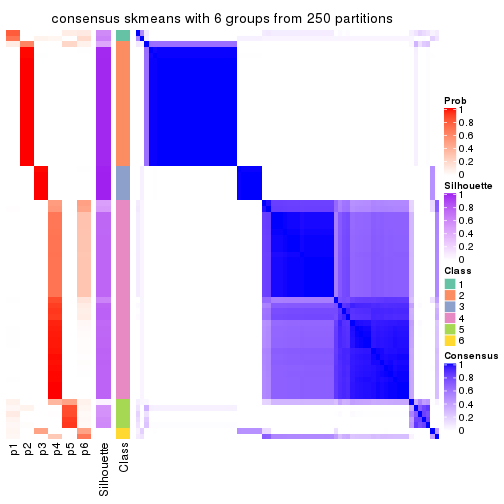 consensus skmeans with 6 groups from 250 partitions
Prob
1
0.8
0.6
0.4
0.2
0
Silhouette
1
0.8
0.6
0.4
0.2
0
Class
1
2
3
4
5
6
Consensus
1
0.8
0.6
0.4
0.2
0
p1
p2
p3
p4
p5
p6
Silhouette
Class